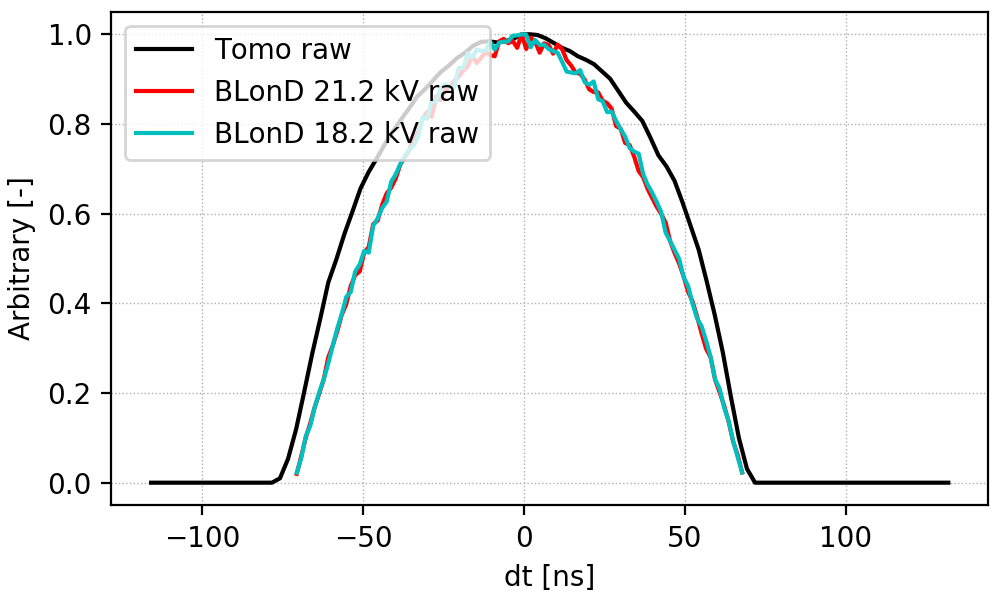 1.0
0.8
0.6
0.4
0.2
0.0
Arbitrary [-]
Tomo raw
BLonD 21.2 kV raw
BLonD 18.2 kV raw
−100
−50
0
50
100
dt [ns]